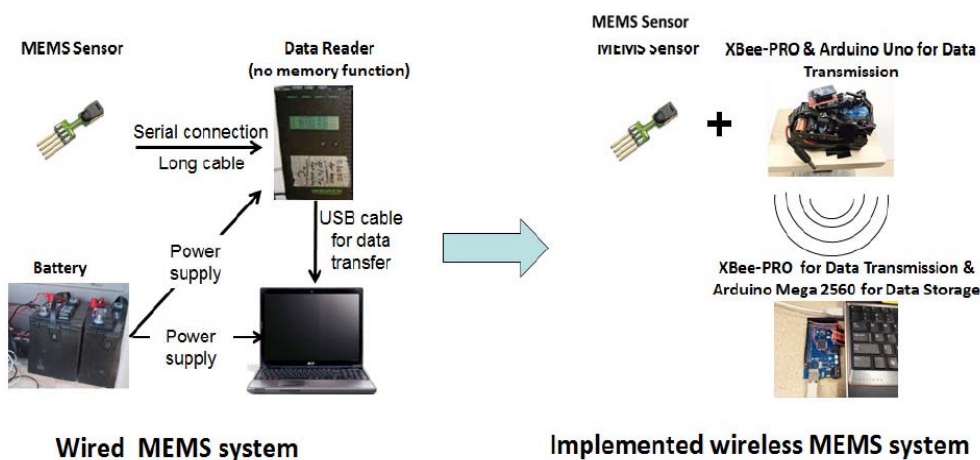 MEMS Sensor
Data Reader
(no memory function)
Serial connection
Long cable
USB cable
for data
transfer
Power
supply
Battery
Power
supply
Wired MEMS system
MEMS Sensor
MEMS Sensor
XBee-PRO & Arduino Uno for Data
Transmission
+
XBee-PRO for Data Transmission &
Arduino Mega 2560 for Data Storage
Implemented wireless MEMS system